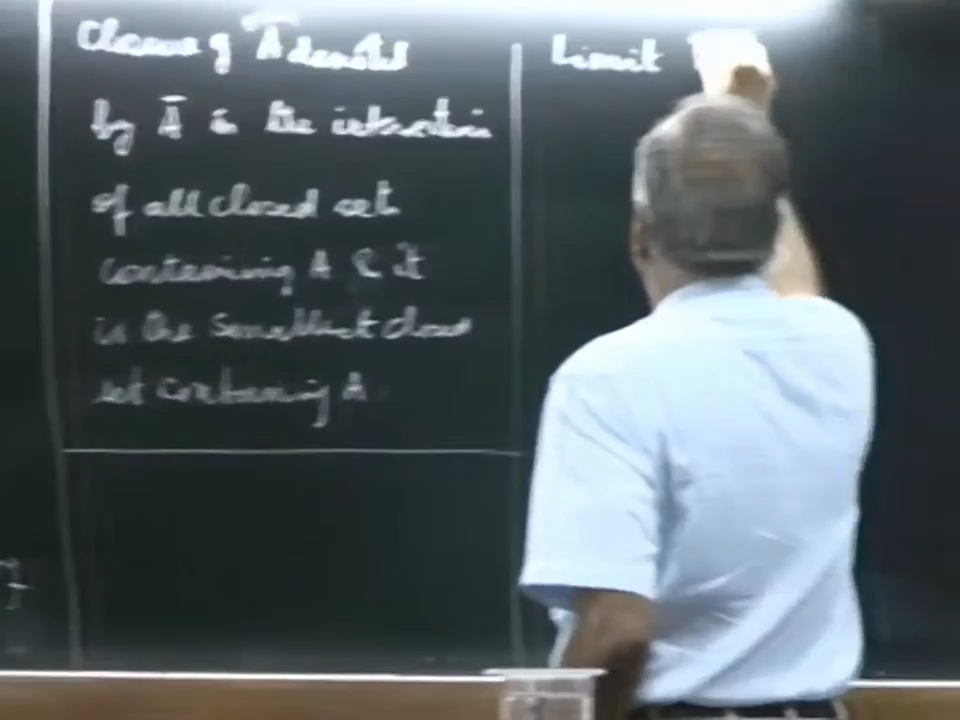 Closure of A denoted
by Ā is the intersection
of all closed set
containing A & it
is the smallest closed
set containing A.
Limit